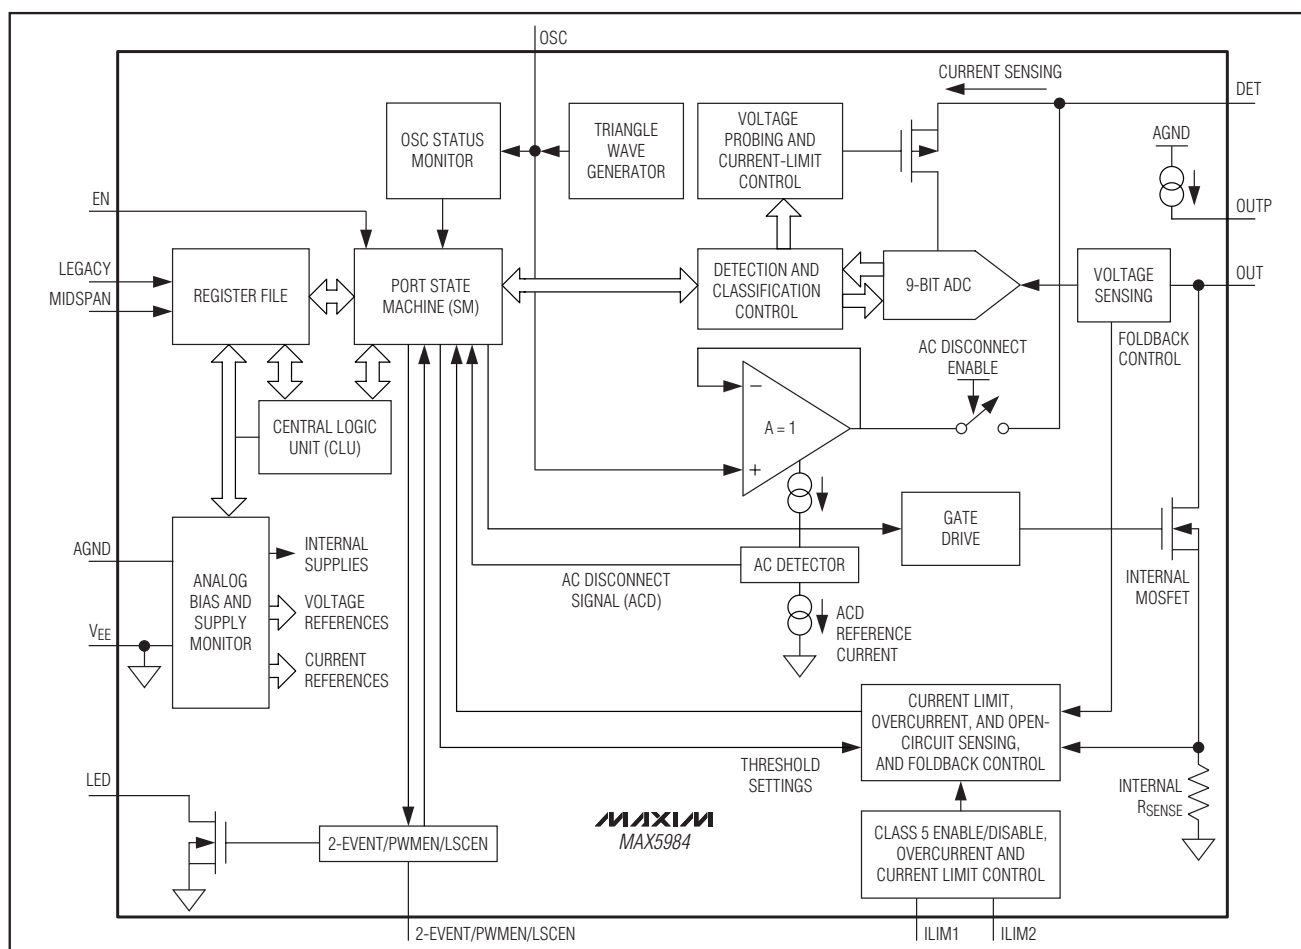 OSC
CURRENT SENSING
DET
OSC STATUS
MONITOR
TRIANGLE
WAVE
GENERATOR
VOLTAGE
PROBING AND
CURRENT-LIMIT
CONTROL
AGND
OUTP
EN
LEGACY
MIDSPAN
REGISTER FILE
PORT STATE
MACHINE (SM)
DETECTION AND
CLASSIFICATION
CONTROL
9-BIT ADC
VOLTAGE
SENSING
OUT
FOLDBACK
CONTROL
AC DISCONNECT
ENABLE
CENTRAL LOGIC
UNIT (CLU)
−
A = 1
+
GATE
DRIVE
AGND
INTERNAL
SUPPLIES
ANALOG
BIAS AND
SUPPLY
MONITOR
VOLTAGE
REFERENCES
CURRENT
REFERENCES
VEE
AC DISCONNECT
SIGNAL (ACD)
AC DETECTOR
ACD
REFERENCE
CURRENT
INTERNAL
MOSFET
CURRENT LIMIT,
OVERCURRENT, AND OPEN-
CIRCUIT SENSING,
AND FOLDBACK CONTROL
THRESHOLD
SETTINGS
INTERNAL
RSENSE
LED
2-EVENT/PWMEN/LSCEN
MAXIM
MAX5984
CLASS 5 ENABLE/DISABLE,
OVERCURRENT AND
CURRENT LIMIT CONTROL
2-EVENT/PWMEN/LSCEN
ILIM1
ILIM2